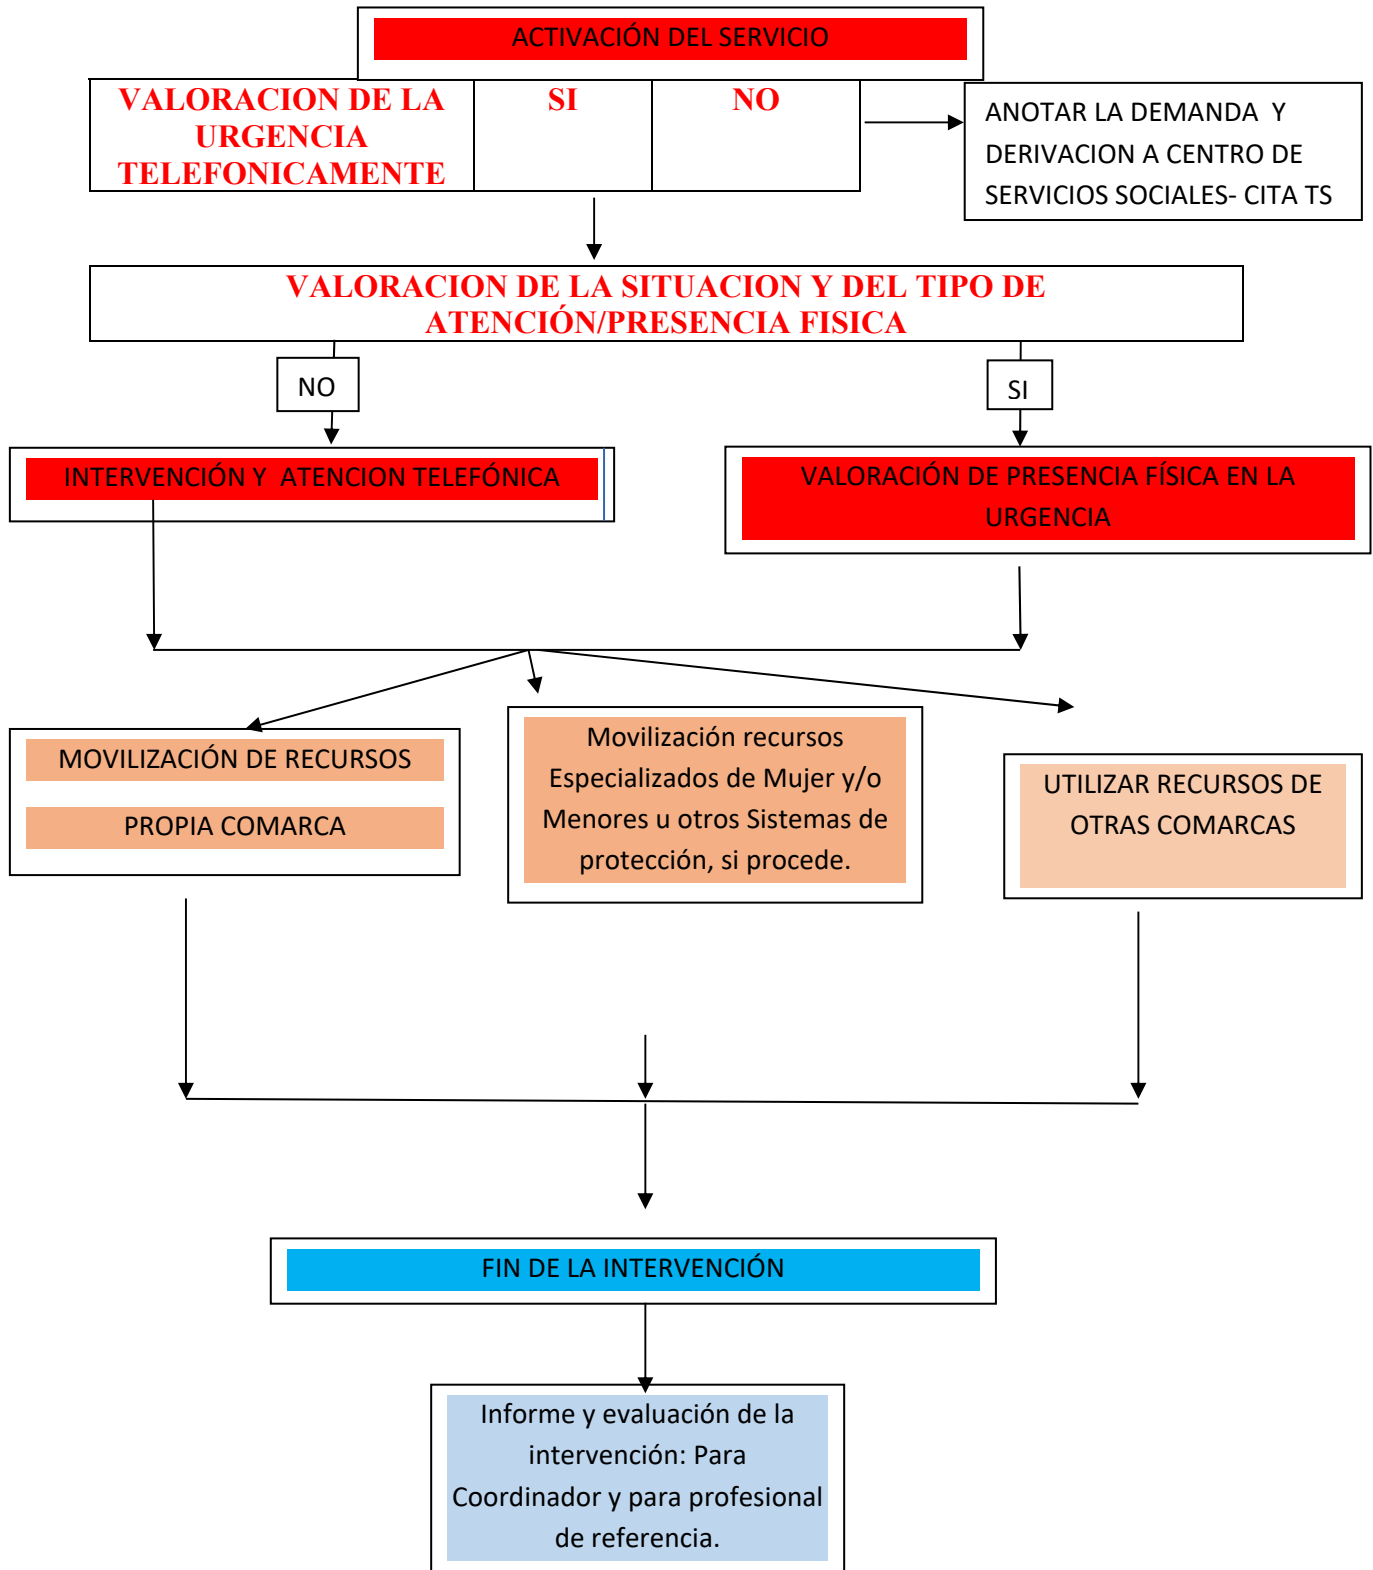 ACTIVACIÓN DEL SERVICIO
VALORACION DE LA
URGENCIA
TELEFONICAMENTE
SI
NO
ANOTAR LA DEMANDA Y
DERIVACION A CENTRO DE
SERVICIOS SOCIALES- CITA TS
VALORACION DE LA SITUACION Y DEL TIPO DE
ATENCIÓN/PRESENCIA FISICA
NO
SI
INTERVENCIÓN Y ATENCION TELEFÓNICA
VALORACIÓN DE PRESENCIA FÍSICA EN LA
URGENCIA
MOVILIZACIÓN DE RECURSOS
PROPIA COMARCA
Movilización recursos
Especializados de Mujer y/o
Menores u otros Sistemas de
protección, si procede.
UTILIZAR RECURSOS DE
OTRAS COMARCAS
FIN DE LA INTERVENCIÓN
Informe y evaluación de la
intervención: Para
Coordinador y para profesional
de referencia.